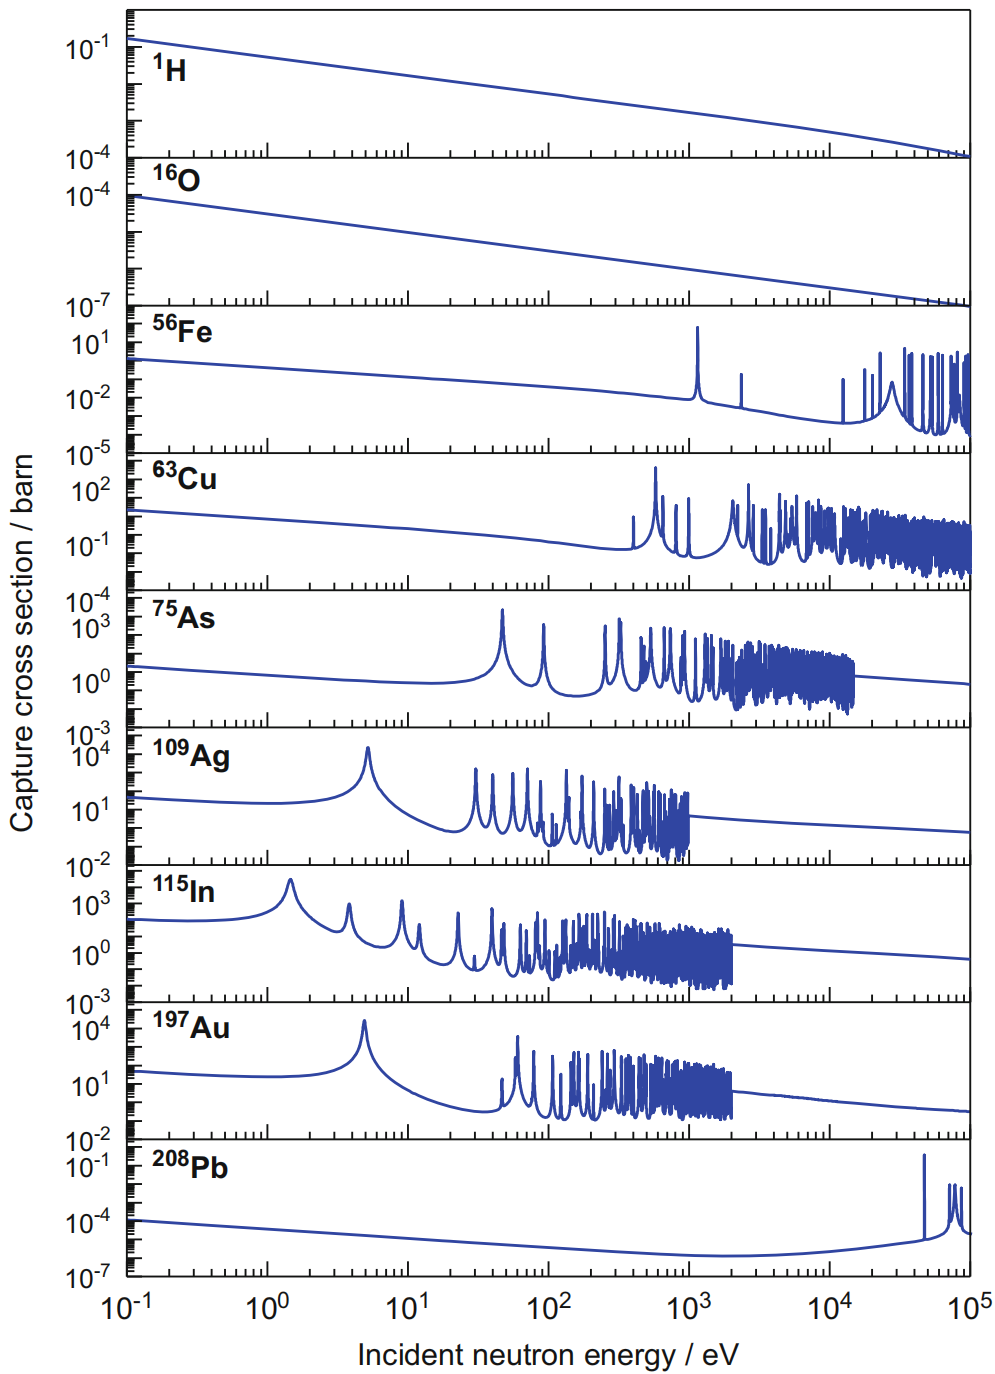 10⁻¹
¹H
10⁻⁴
¹⁶O
10⁻⁴
10⁻⁷
⁵⁶Fe
10¹
10⁻²
10⁻⁵
⁶³Cu
10²
10⁻¹
10⁻⁴
⁷⁵As
10³
10⁰
10⁻³
¹⁰⁹Ag
10⁴
10¹
10⁻²
¹¹⁵In
10³
10⁰
10⁻³
¹⁹⁷Au
10⁴
10¹
10⁻²
²⁰⁸Pb
10⁻¹
10⁻⁴
10⁻⁷
10⁻¹ 10⁰ 10¹ 10² 10³ 10⁴ 10⁵
Incident neutron energy / eV
Capture cross section / barn